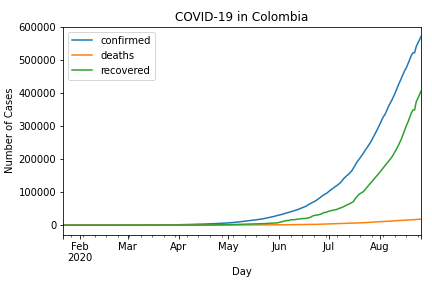 COVID-19 in Colombia
confirmed
deaths
recovered
Number of Cases
600000
500000
400000
300000
200000
100000
0
Feb Mar Apr May Jun Jul Aug
2020
Day